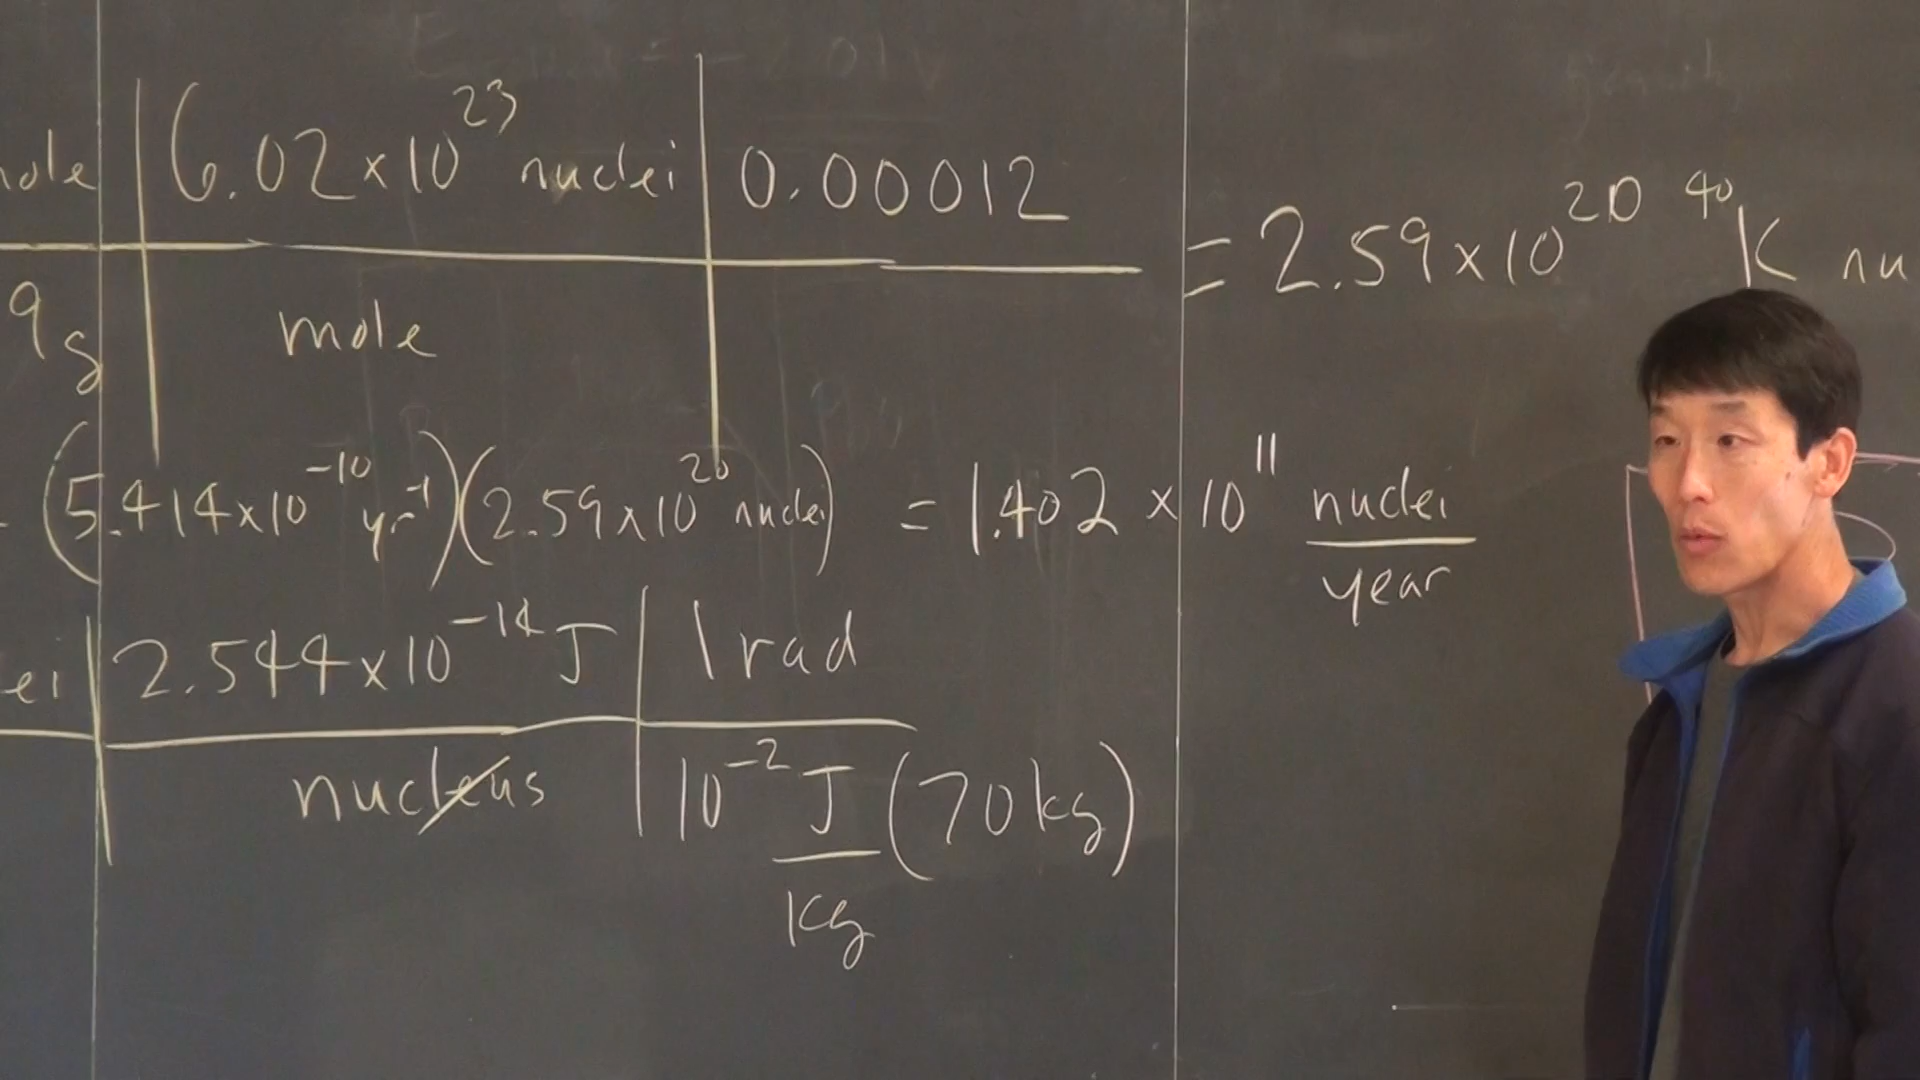 mole | 6.02 × 10²³ nuclei | 0.00012 = 2.59 × 10²⁰ ⁴⁰K nu
9g | mole
(5.414 × 10⁻¹⁰ yr⁻¹)(2.59 × 10²⁰ nuclei) = 1.402 × 10¹¹ nuclei
year
ei | 2.544 × 10⁻¹⁴ J | 1 rad
nucleus | 10⁻² J (70 kg)
kg